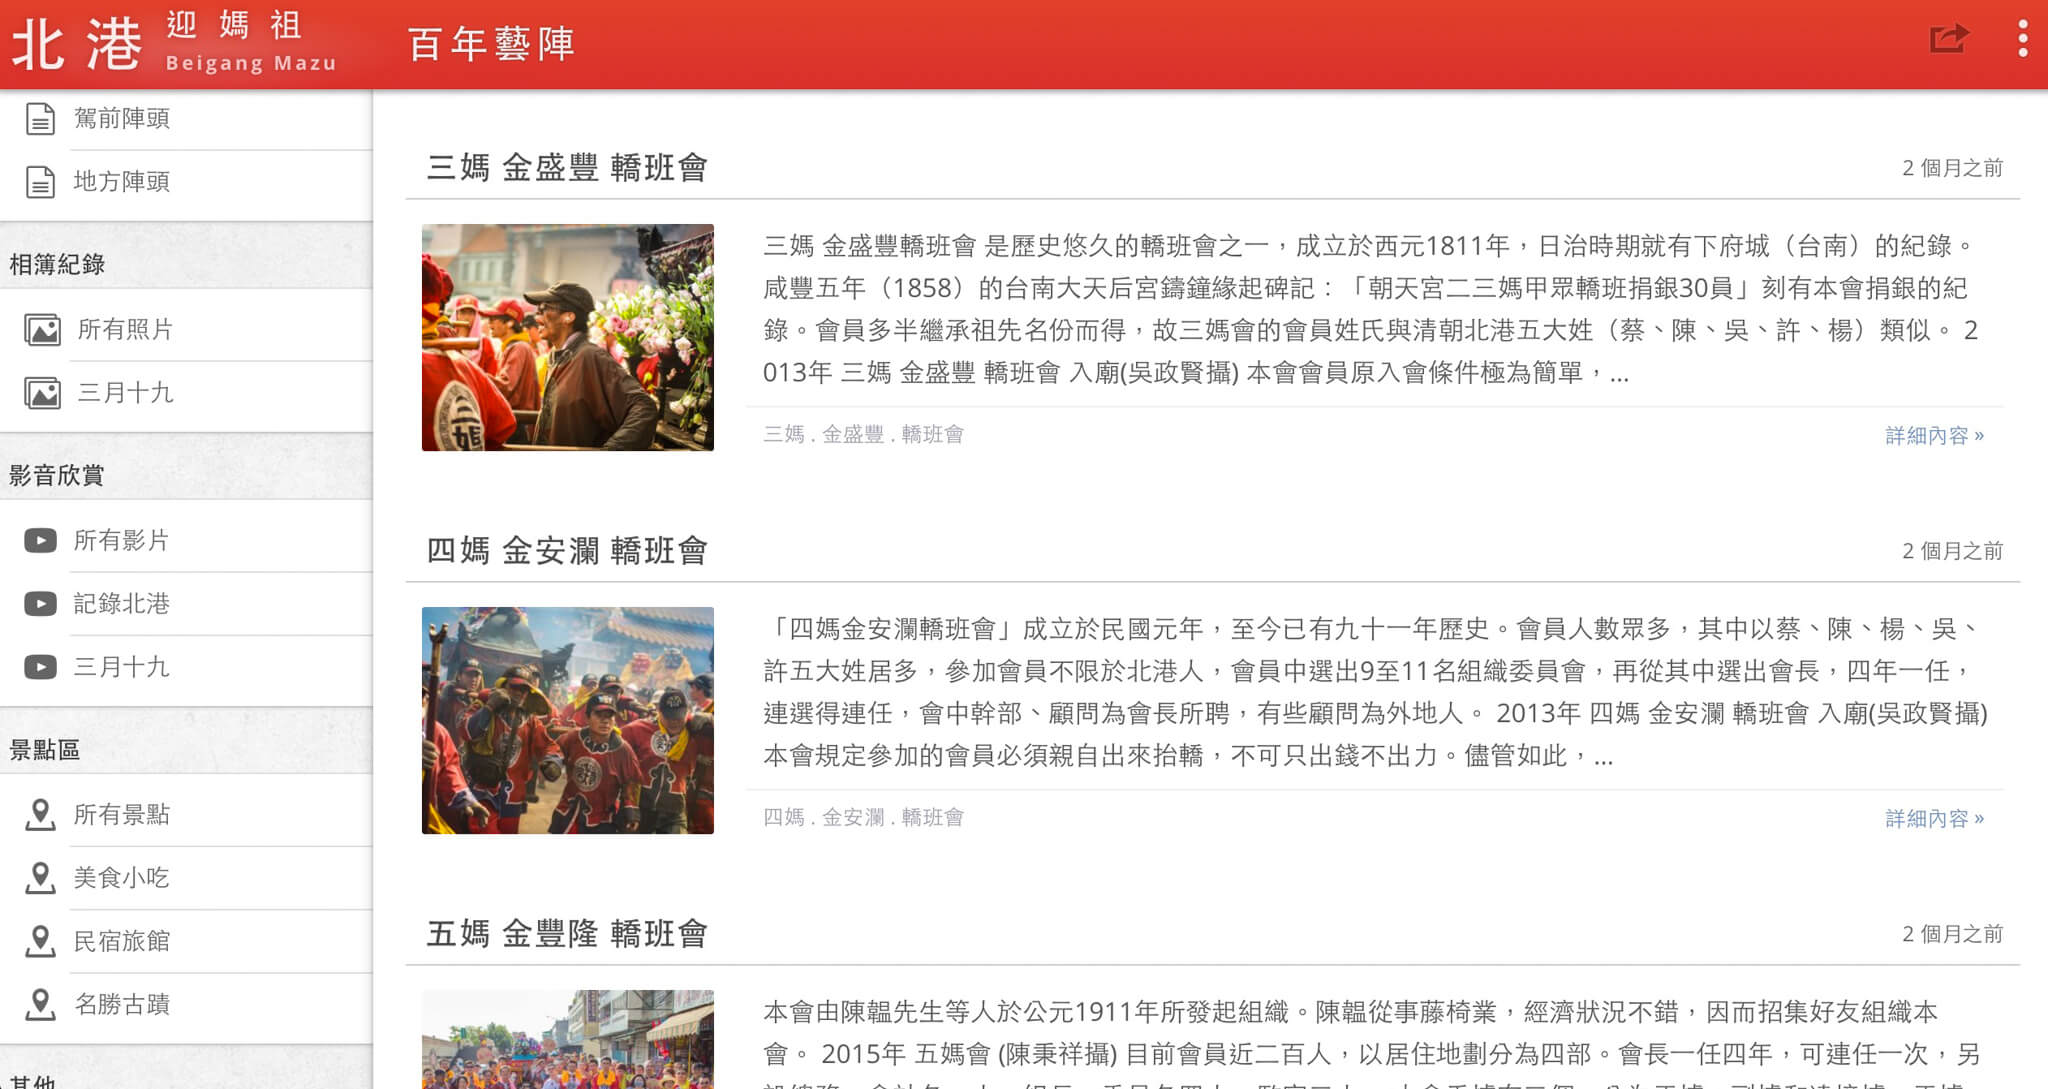 北港 迎媽祖
Beigang Mazu
百年藝陣
駕前陣頭
地方陣頭
相簿紀錄
所有照片
三月十九
影音欣賞
所有影片
記錄北港
三月十九
景點區
所有景點
美食小吃
民宿旅館
名勝古蹟
其他
三媽 金盛豐 轎班會
2 個月之前
三媽 金盛豐轎班會 是歷史悠久的轎班會之一，成立於西元1811年，日治時期就有下府城（台南）的紀錄。
咸豐五年（1858）的台南大天后宮鑄鐘緣起碑記：「朝天宮二三媽甲眾轎班捐銀30員」刻有本會捐銀的紀
錄。會員多半繼承祖先名份而得，故三媽會的會員姓氏與清朝北港五大姓（蔡、陳、吳、許、楊）類似。 2
013年 三媽 金盛豐 轎班會 入廟(吳政賢攝) 本會會員原入會條件極為簡單，...
三媽 . 金盛豐 . 轎班會
詳細內容 »
四媽 金安瀾 轎班會
2 個月之前
「四媽金安瀾轎班會」成立於民國元年，至今已有九十一年歷史。會員人數眾多，其中以蔡、陳、楊、吳、
許五大姓居多，參加會員不限於北港人，會員中選出9至11名組織委員會，再從其中選出會長，四年一任，
連選得連任，會中幹部、顧問為會長所聘，有些顧問為外地人。 2013年 四媽 金安瀾 轎班會 入廟(吳政賢攝)
本會規定參加的會員必須親自出來抬轎，不可只出錢不出力。儘管如此，...
四媽 . 金安瀾 . 轎班會
詳細內容 »
五媽 金豐隆 轎班會
2 個月之前
本會由陳韞先生等人於公元1911年所發起組織。陳韞從事藤椅業，經濟狀況不錯，因而招集好友組織本
會。 2015年 五媽會 (陳秉祥攝) 目前會員近二百人，以居住地劃分為四部。會長一任四年，可連任一次，另